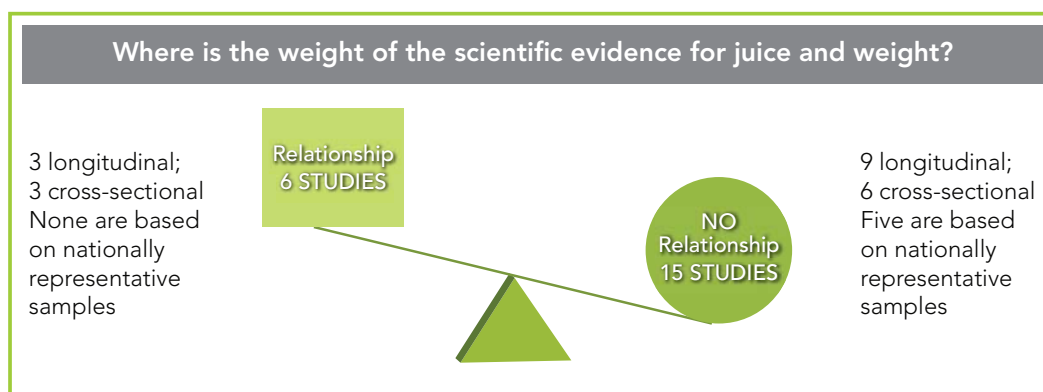 Where is the weight of the scientific evidence for juice and weight?
3 longitudinal;
3 cross-sectional
None are based
on nationally
representative
samples
Relationship
6 STUDIES
NO
Relationship
15 STUDIES
9 longitudinal;
6 cross-sectional
Five are based
on nationally
representative
samples